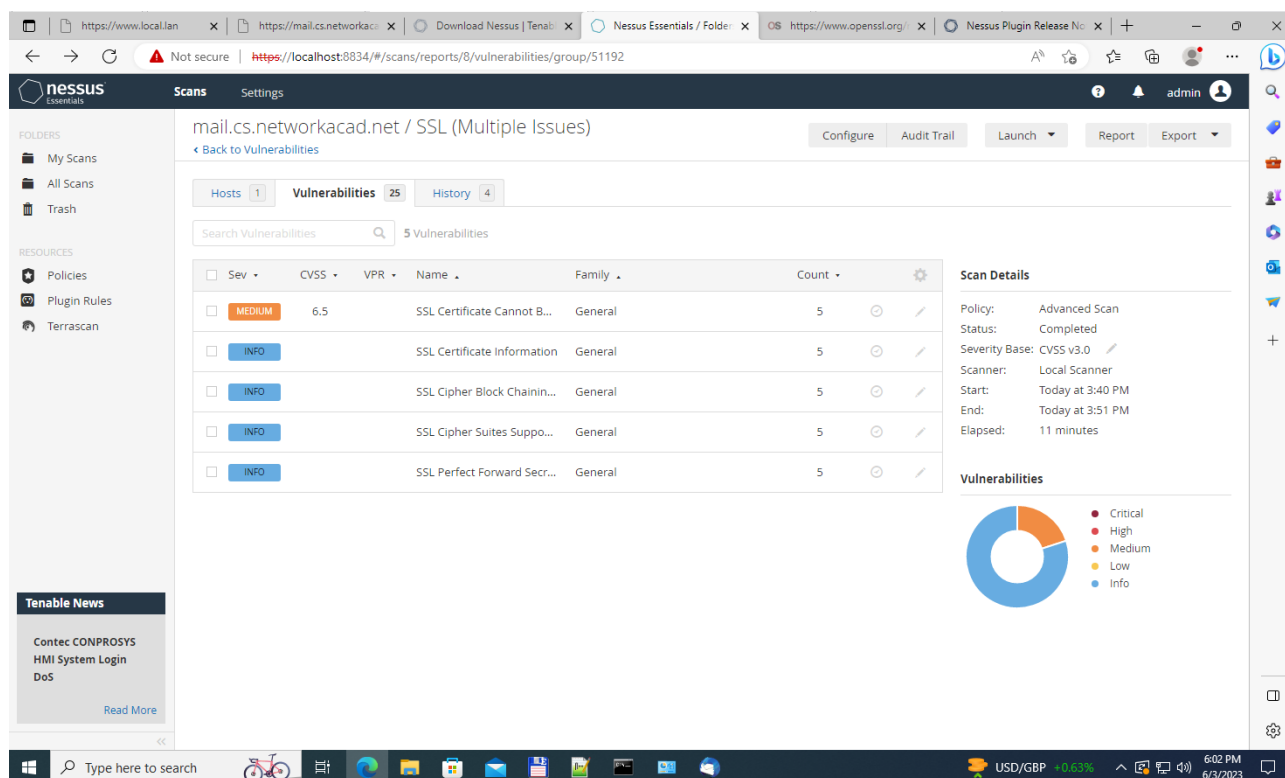 https://www.local.lan
https://mail.cs.networkaca
Download Nessus | Tenabl
Nessus Essentials / Folder
OS https://www.openssl.org/
Nessus Plugin Release No
Not secure | https://localhost:8834/#/scans/reports/8/vulnerabilities/group/51192
nessus Essentials
Scans Settings
admin
FOLDERS
My Scans
All Scans
Trash
RESOURCES
Policies
Plugin Rules
Terrascan
mail.cs.networkacad.net / SSL (Multiple Issues)
‹ Back to Vulnerabilities
Configure Audit Trail Launch Report Export
Hosts 1 Vulnerabilities 25 History 4
Search Vulnerabilities 5 Vulnerabilities
Sev CVSS VPR Name Family Count
MEDIUM 6.5 SSL Certificate Cannot B... General 5
INFO SSL Certificate Information General 5
INFO SSL Cipher Block Chainin... General 5
INFO SSL Cipher Suites Suppo... General 5
INFO SSL Perfect Forward Secr... General 5
Scan Details
Policy: Advanced Scan
Status: Completed
Severity Base: CVSS v3.0
Scanner: Local Scanner
Start: Today at 3:40 PM
End: Today at 3:51 PM
Elapsed: 11 minutes
Vulnerabilities
Critical
High
Medium
Low
Info
Tenable News
Contec CONPROSYS
HMI System Login
DoS
Read More
Type here to search
USD/GBP +0.63%
6:02 PM
6/3/2023